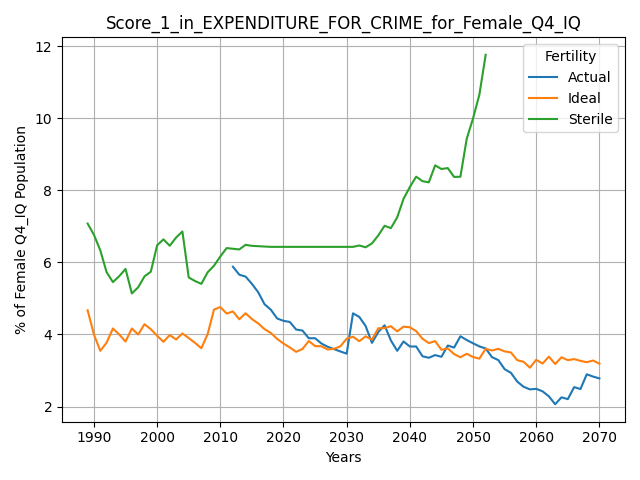 Score_1_in_EXPENDITURE_FOR_CRIME_for_Female_Q4_IQ
% of Female Q4_IQ Population
12
10
8
6
4
2
Fertility
Actual
Ideal
Sterile
1990 2000 2010 2020 2030 2040 2050 2060 2070
Years